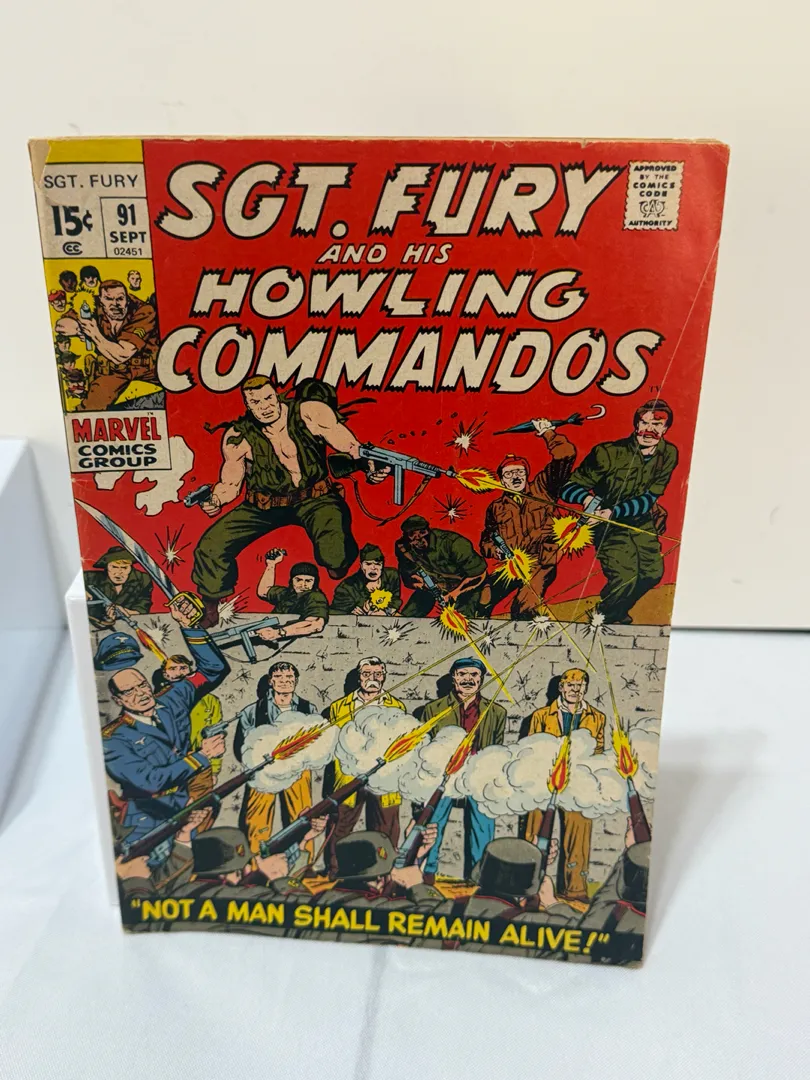 SGT. FURY
15¢
CC
91
SEPT
02451
MARVEL
COMICS
GROUP
SGT. FURY
AND HIS
HOWLING
COMMANDOS
APPROVED
BY THE
COMICS
CODE
AUTHORITY
"NOT A MAN SHALL REMAIN ALIVE!"